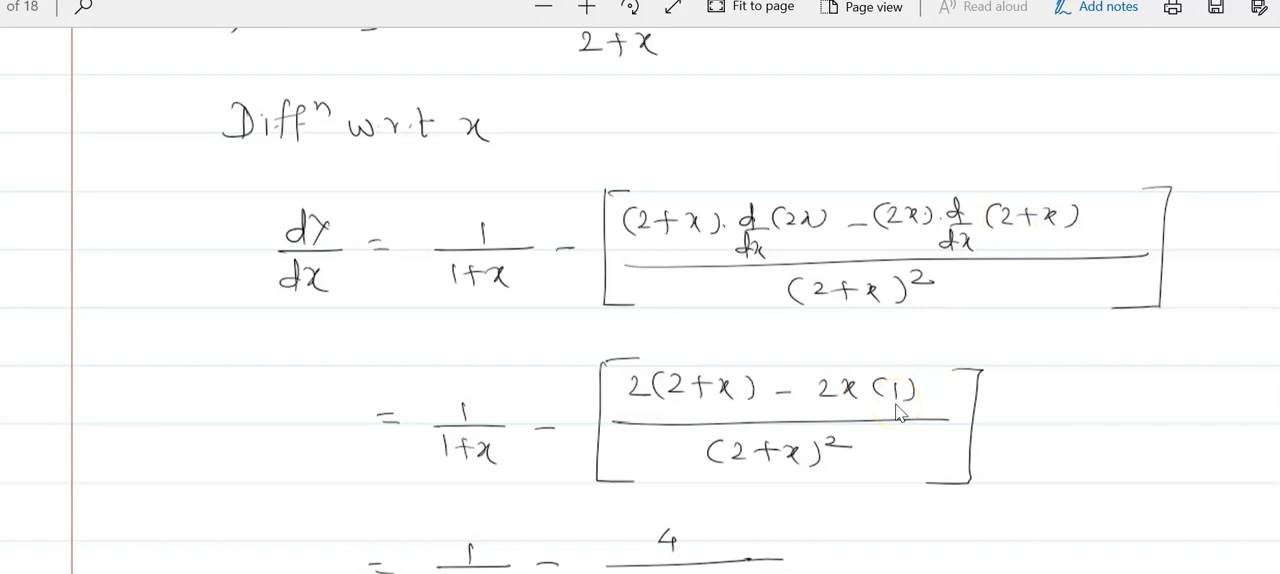 of 18 Fit to page Page view Read aloud Add notes
2+x
Diffⁿ w.r.t x
dy/dx = 1/(1+x) - [((2+x).d/dx(2x) - (2x).d/dx(2+x))/(2+x)²]
= 1/(1+x) - [(2(2+x) - 2x(1))/(2+x)²]
= 1 - 4